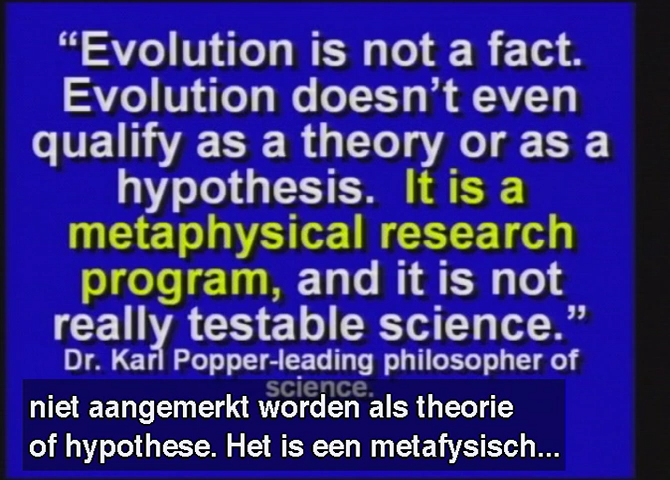 “Evolution is not a fact.
Evolution doesn’t even
qualify as a theory or as a
hypothesis. It is a
metaphysical research
program, and it is not
really testable science.”
Dr. Karl Popper-leading philosopher of
science.
niet aangemerkt worden als theorie
of hypothese. Het is een metafysisch...